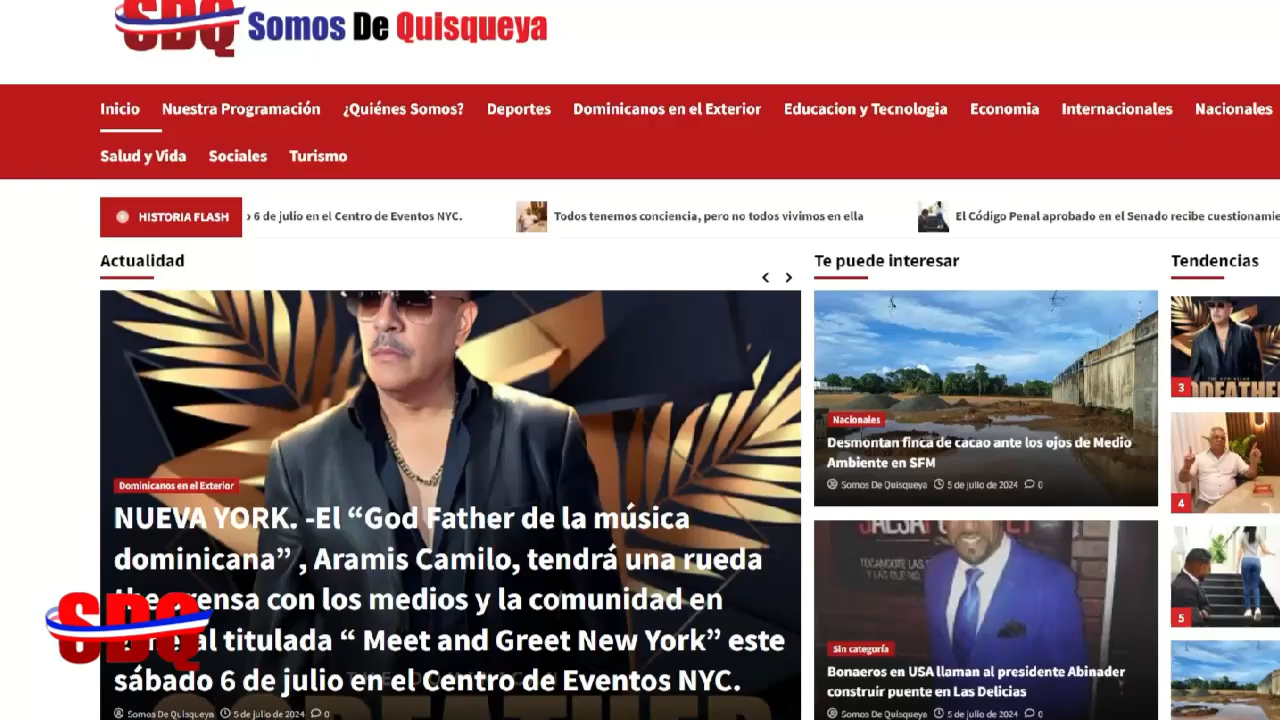 SDQ Somos De Quisqueya
Inicio Nuestra Programación ¿Quiénes Somos? Deportes Dominicanos en el Exterior Educacion y Tecnologia Economia Internacionales Nacionales
Salud y Vida Sociales Turismo
HISTORIA FLASH 6 de julio en el Centro de Eventos NYC. Todos tenemos conciencia, pero no todos vivimos en ella El Código Penal aprobado en el Senado recibe
Actualidad
Dominicanos en el Exterior
NUEVA YORK. -El “God Father de la música
dominicana” , Aramis Camilo, tendrá una rueda
prensa con los medios y la comunidad en
al titulada “ Meet and Greet New York” este
sábado 6 de julio en el Centro de Eventos NYC.
Somos De Quisqueya 5 de julio de 2024 0
SDQ
Te puede interesar
Nacionales
Desmontan finca de cacao ante los ojos de Medio
Ambiente en SFM
Somos De Quisqueya 5 de julio de 2024 0
Sin categoría
Bonaeros en USA llaman al presidente Abinader
construir puente en Las Delicias
Somos De Quisqueya 5 de julio de 2024 0
Tendencias
3
4
5